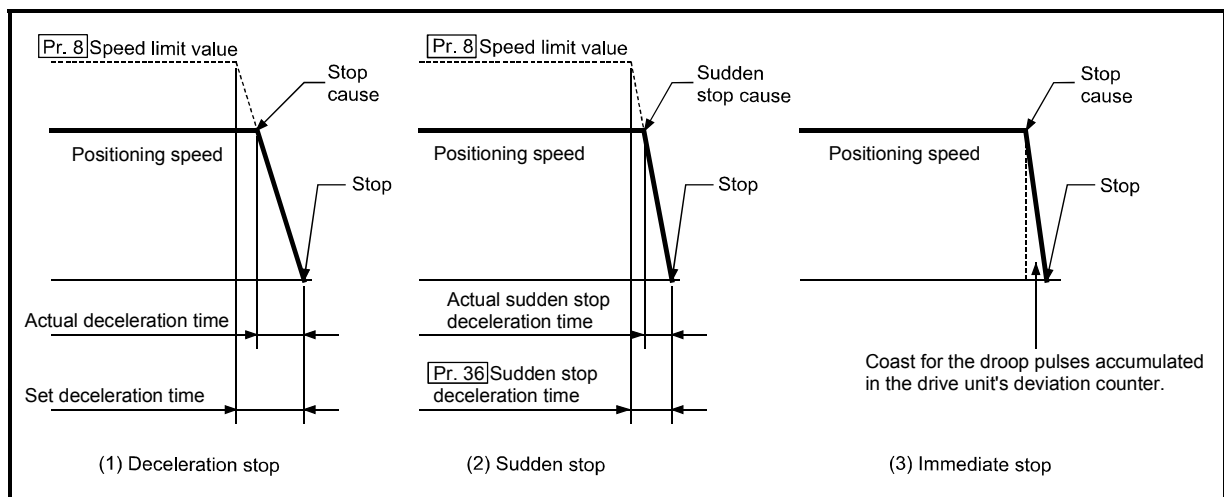 Pr. 8 Speed limit value
Stop
cause
Positioning speed
Stop
Actual deceleration time
Set deceleration time
(1) Deceleration stop
Pr. 8 Speed limit value
Sudden
stop cause
Positioning speed
Stop
Actual sudden stop
deceleration time
Pr. 36 Sudden stop
deceleration time
(2) Sudden stop
Stop
cause
Positioning speed
Stop
Coast for the droop pulses accumulated
in the drive unit's deviation counter.
(3) Immediate stop